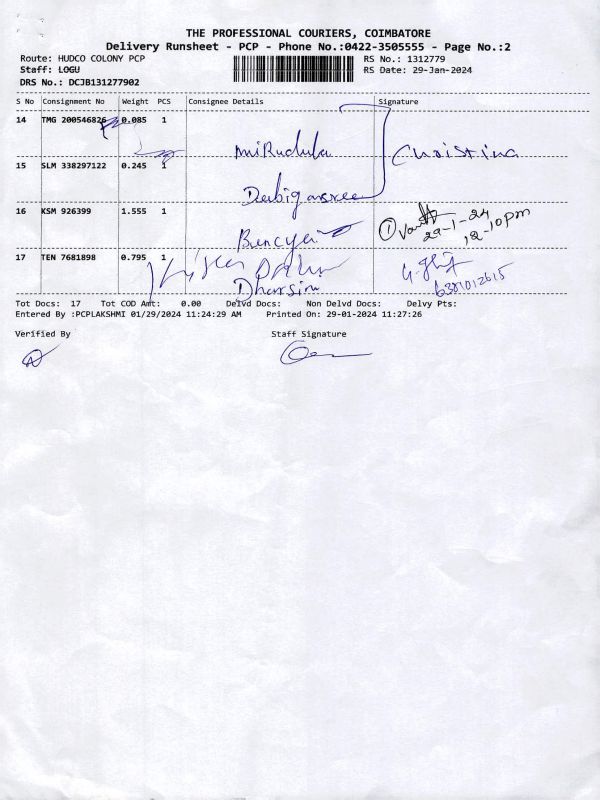 THE PROFESSIONAL COURIERS, COIMBATORE
Delivery Runsheet - PCP - Phone No.:0422-3505555 - Page No.:2
Route: HUDCO COLONY PCP
Staff: LOGU
DRS No.: DCJB131277902
RS No.: 1312779
RS Date: 29-Jan-2024
S No Consignment No Weight PCS Consignee Details Signature
14 TMG 200546826 0.085 1
miRudula
Christina
15 SLM 338297122 0.245 1
16 KSM 926399 1.555 1
29-1-24
12-10pm
17 TEN 7681898 0.795 1
Dharsini
6381012615
Tot Docs: 17 Tot COD Amt: 0.00 Delvd Docs: Non Delvd Docs: Delvy Pts:
Entered By :PCPLAKSHMI 01/29/2024 11:24:29 AM Printed On: 29-01-2024 11:27:26
Verified By Staff Signature